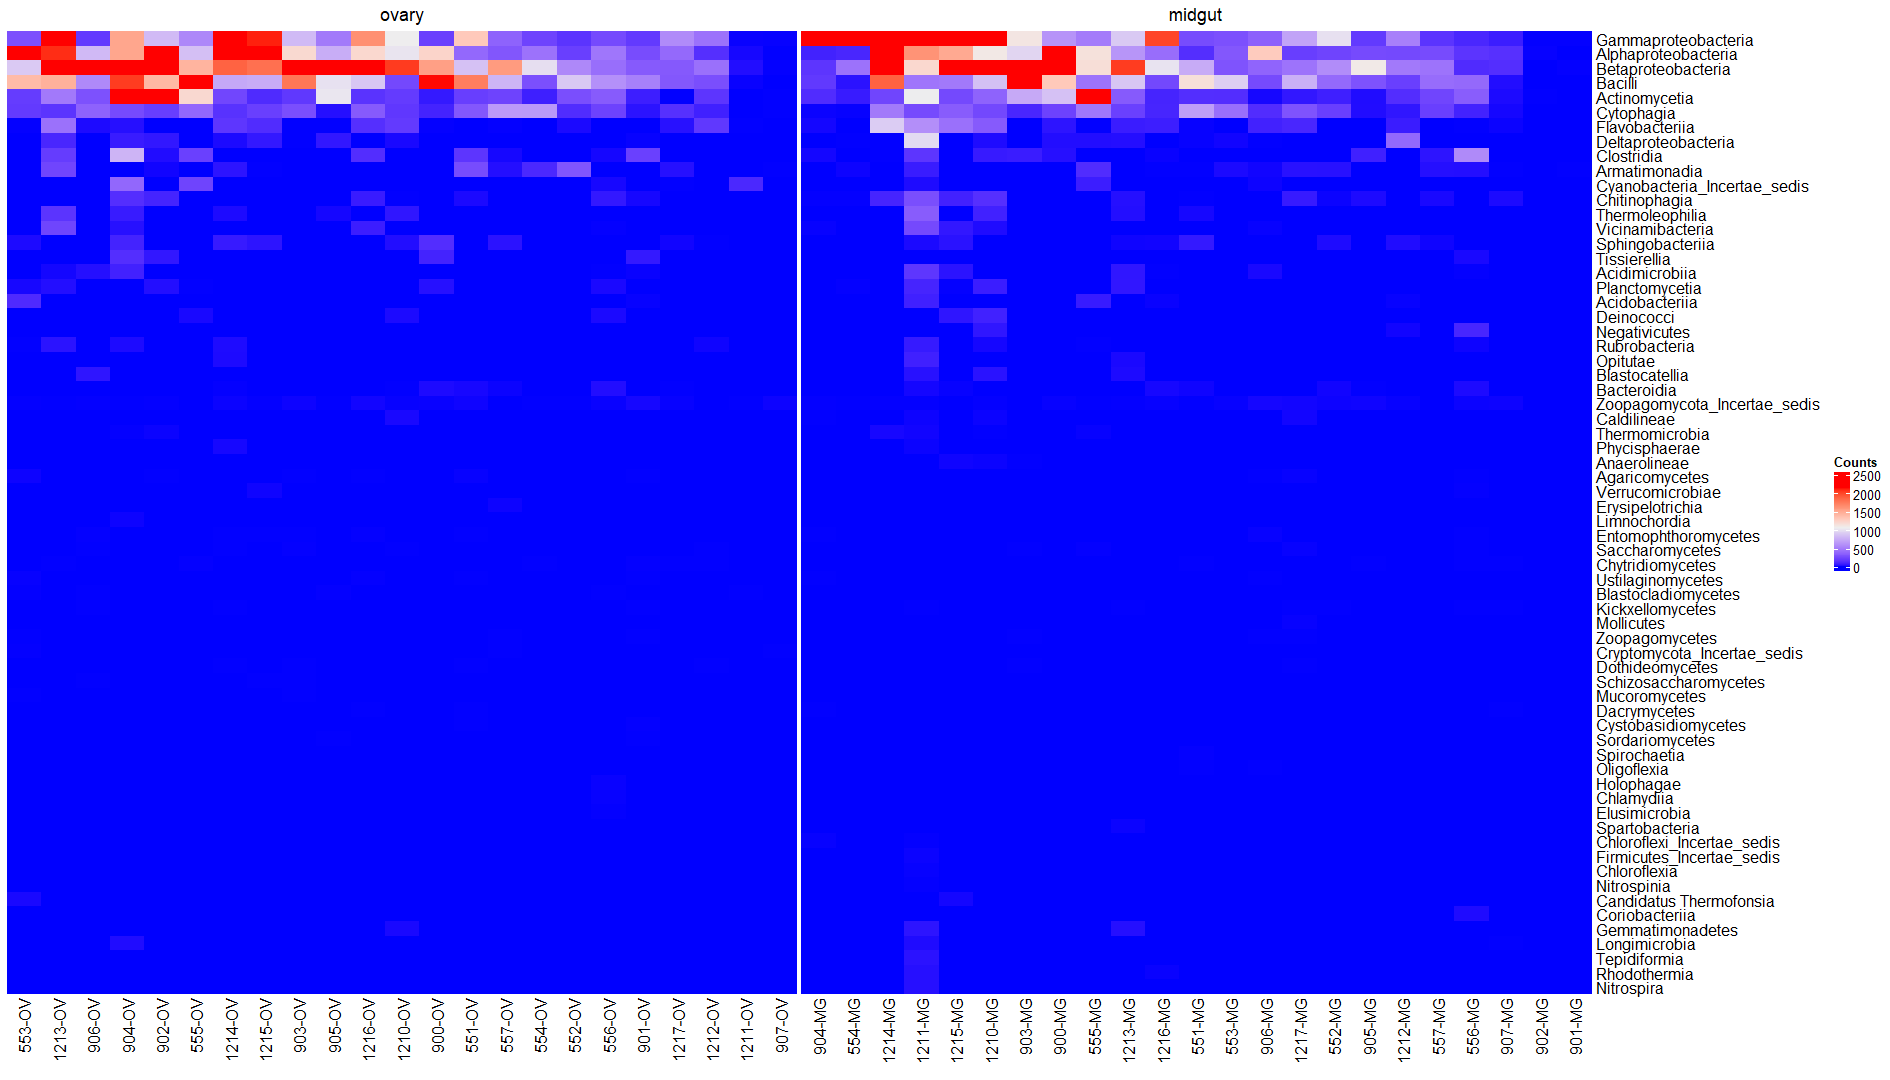 ovary
midgut
Gammaproteobacteria
Alphaproteobacteria
Betaproteobacteria
Bacilli
Actinomycetia
Cytophagia
Flavobacteriia
Deltaproteobacteria
Clostridia
Armatimonadia
Cyanobacteria_Incertae_sedis
Chitinophagia
Thermoleophilia
Vicinamibacteria
Sphingobacteriia
Tissierellia
Acidimicrobiia
Planctomycetia
Acidobacteriia
Deinococci
Negativicutes
Rubrobacteria
Opitutae
Blastocatellia
Bacteroidia
Zoopagomycota_Incertae_sedis
Caldilineae
Thermomicrobia
Phycisphaerae
Anaerolineae
Agaricomycetes
Verrucomicrobiae
Erysipelotrichia
Limnochordia
Entomophthoromycetes
Saccharomycetes
Chytridiomycetes
Ustilaginomycetes
Blastocladiomycetes
Kickxellomycetes
Mollicutes
Zoopagomycetes
Cryptomycota_Incertae_sedis
Dothideomycetes
Schizosaccharomycetes
Mucoromycetes
Dacrymycetes
Cystobasidiomycetes
Sordariomycetes
Spirochaetia
Oligoflexia
Holophagae
Chlamydiia
Elusimicrobia
Spartobacteria
Chloroflexi_Incertae_sedis
Firmicutes_Incertae_sedis
Chloroflexia
Nitrospinia
Candidatus Thermofonsia
Coriobacteriia
Gemmatimonadetes
Longimicrobia
Tepidiformia
Rhodothermia
Nitrospira
Counts
2500
2000
1500
1000
500
0
553-OV
1213-OV
906-OV
904-OV
902-OV
555-OV
1214-OV
1215-OV
903-OV
905-OV
1216-OV
1210-OV
900-OV
551-OV
557-OV
554-OV
552-OV
556-OV
901-OV
1217-OV
1212-OV
1211-OV
907-OV
904-MG
554-MG
1214-MG
1211-MG
1215-MG
1210-MG
903-MG
900-MG
555-MG
1213-MG
1216-MG
551-MG
553-MG
906-MG
1217-MG
552-MG
905-MG
1212-MG
557-MG
556-MG
907-MG
902-MG
901-MG